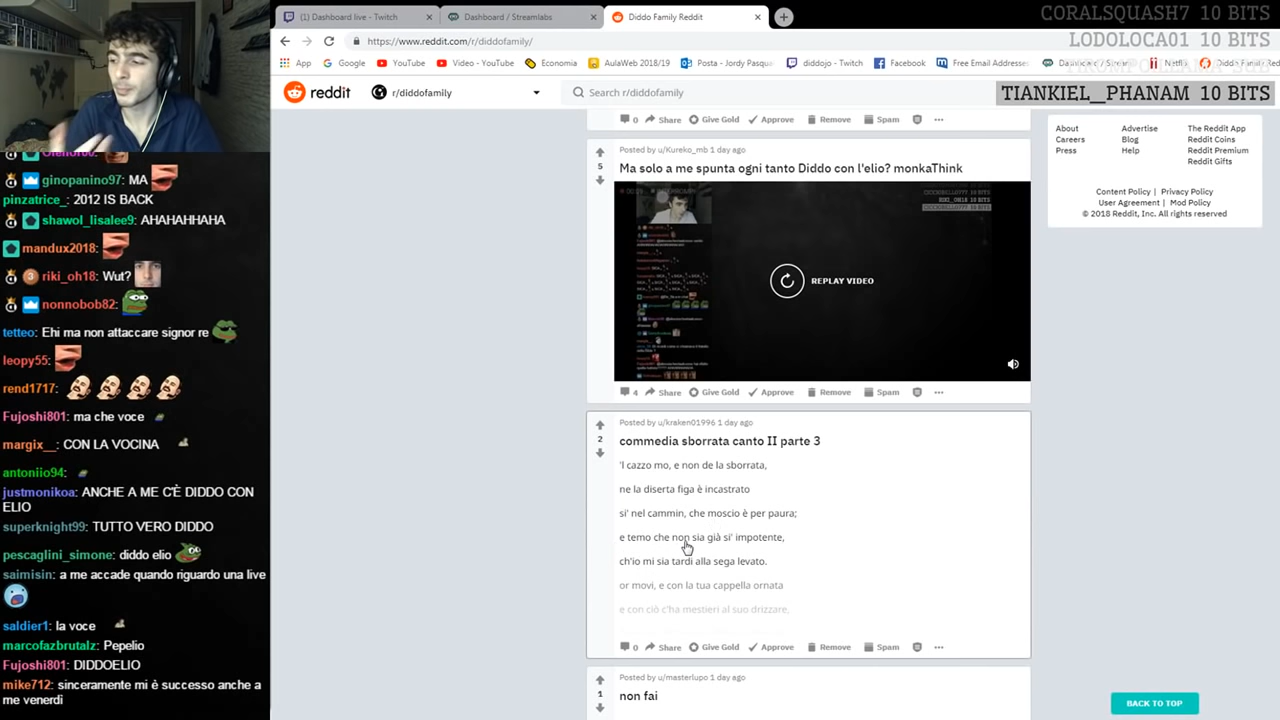 (1) Dashboard live - Twitch
Dashboard / Streamlabs
Diddo Family Reddit
CORALSQUASH7 10 BITS
LODOLOCA01 10 BITS
TIANKIEL_PHANAM 10 BITS
https://www.reddit.com/r/diddofamily/
App
Google
YouTube
Video - YouTube
Economia
AulaWeb 2018/19
Posta - Jordy Pasqua
diddojo - Twitch
Facebook
Free Email Addresses
reddit
r/diddofamily
Search r/diddofamily
0 Share Give Gold Approve Remove Spam
Posted by u/Kureko_mb 1 day ago
5
Ma solo a me spunta ogni tanto Diddo con l'elio? monkaThink
REPLAY VIDEO
4 Share Give Gold Approve Remove Spam
Posted by u/kraken01996 1 day ago
2
commedia sborrata canto II parte 3
'l cazzo mo, e non de la sborrata,
ne la diserta figa è incastrato
si' nel cammin, che moscio è per paura;
e temo che non sia già si' impotente,
ch'io mi sia tardi alla sega levato.
or movi, e con la tua cappella ornata
e con ciò c'ha mestieri al suo drizzare,
0 Share Give Gold Approve Remove Spam
Posted by u/masterlupo 1 day ago
1
non fai
About
Careers
Press
Advertise
Blog
Help
The Reddit App
Reddit Coins
Reddit Premium
Reddit Gifts
Content Policy | Privacy Policy
User Agreement | Mod Policy
© 2018 Reddit, Inc. All rights reserved
BACK TO TOP
ginopanino97: MA
pinzatrice_: 2012 IS BACK
shawol_lisalee9: AHAHAHHAHA
mandux2018:
riki_oh18: Wut?
nonnobob82:
tetteo: Ehi ma non attaccare signor re
leopy55:
rend1717:
Fujoshi801: ma che voce
margix__: CON LA VOCINA
antoniio94:
justmonikoa: ANCHE A ME C'È DIDDO CON
ELIO
superknight99: TUTTO VERO DIDDO
pescaglini_simone: diddo elio
saimisin: a me accade quando riguardo una live
saldier1: la voce
marcofazbrutalz: Pepelio
Fujoshi801: DIDDOELIO
mike712: sinceramente mi è successo anche a
me venerdi